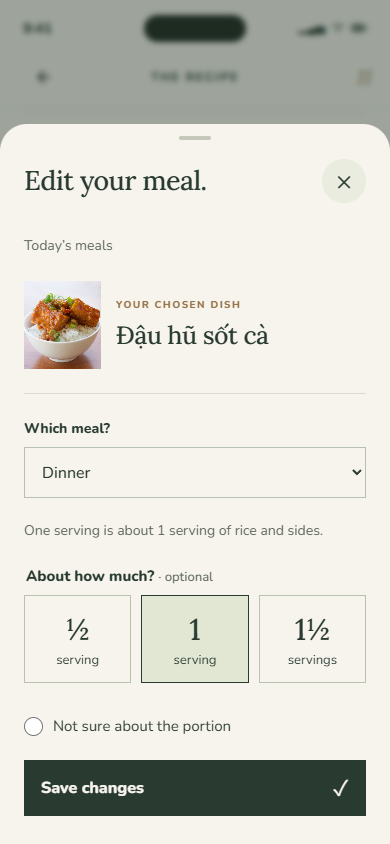 9:41
THE RECIPE
Edit your meal.
Today's meals
YOUR CHOSEN DISH
Đậu hũ sốt cà
Which meal?
Dinner
One serving is about 1 serving of rice and sides.
About how much? · optional
½ 1 1½
serving serving servings
Not sure about the portion
Save changes